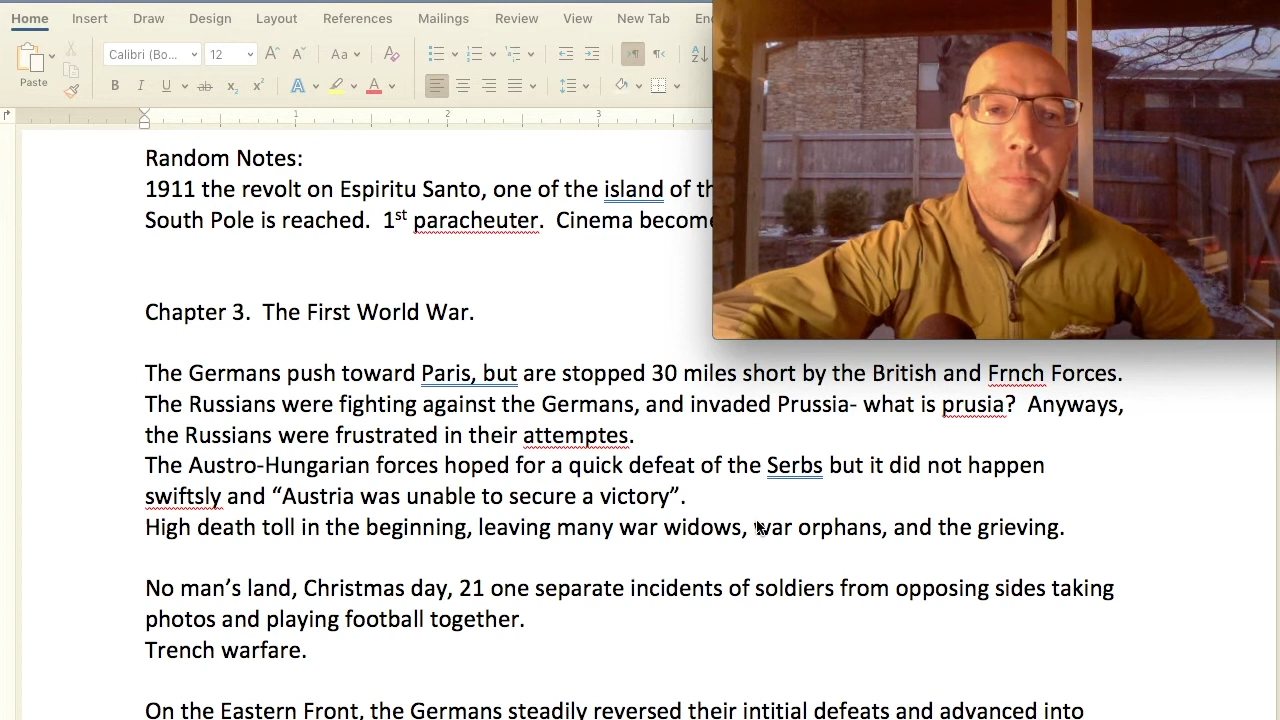 Home Insert Draw Design Layout References Mailings Review View New Tab
Paste
Calibri (Bo... 12
1 2 3
Random Notes:
1911 the revolt on Espiritu Santo, one of the island of
South Pole is reached.  1st paracheuter.  Cinema
Chapter 3.  The First World War.
The Germans push toward Paris, but are stopped 30 miles short by the British and Frnch Forces.
The Russians were fighting against the Germans, and invaded Prussia- what is prusia?  Anyways,
the Russians were frustrated in their attemptes.
The Austro-Hungarian forces hoped for a quick defeat of the Serbs but it did not happen
swiftsly and “Austria was unable to secure a victory”.
High death toll in the beginning, leaving many war widows, war orphans, and the grieving.
No man’s land, Christmas day, 21 one separate incidents of soldiers from opposing sides taking
photos and playing football together.
Trench warfare.
On the Eastern Front, the Germans steadily reversed their intitial defeats and advanced into